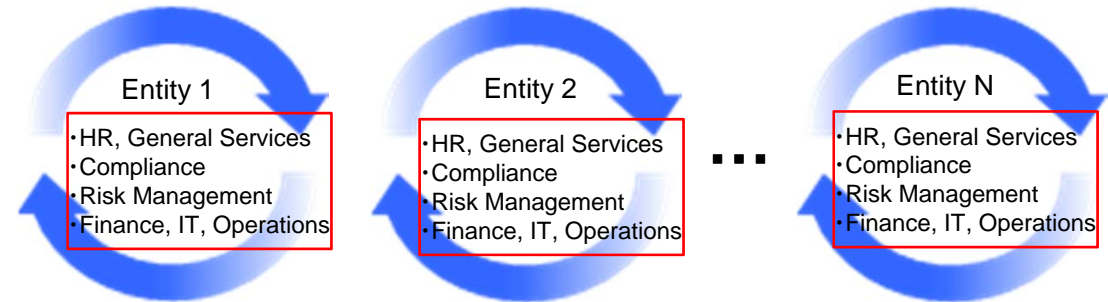 Entity 1
・HR, General Services
・Compliance
・Risk Management
・Finance, IT, Operations
Entity 2
・HR, General Services
・Compliance
・Risk Management
・Finance, IT, Operations
...
Entity N
・HR, General Services
・Compliance
・Risk Management
・Finance, IT, Operations